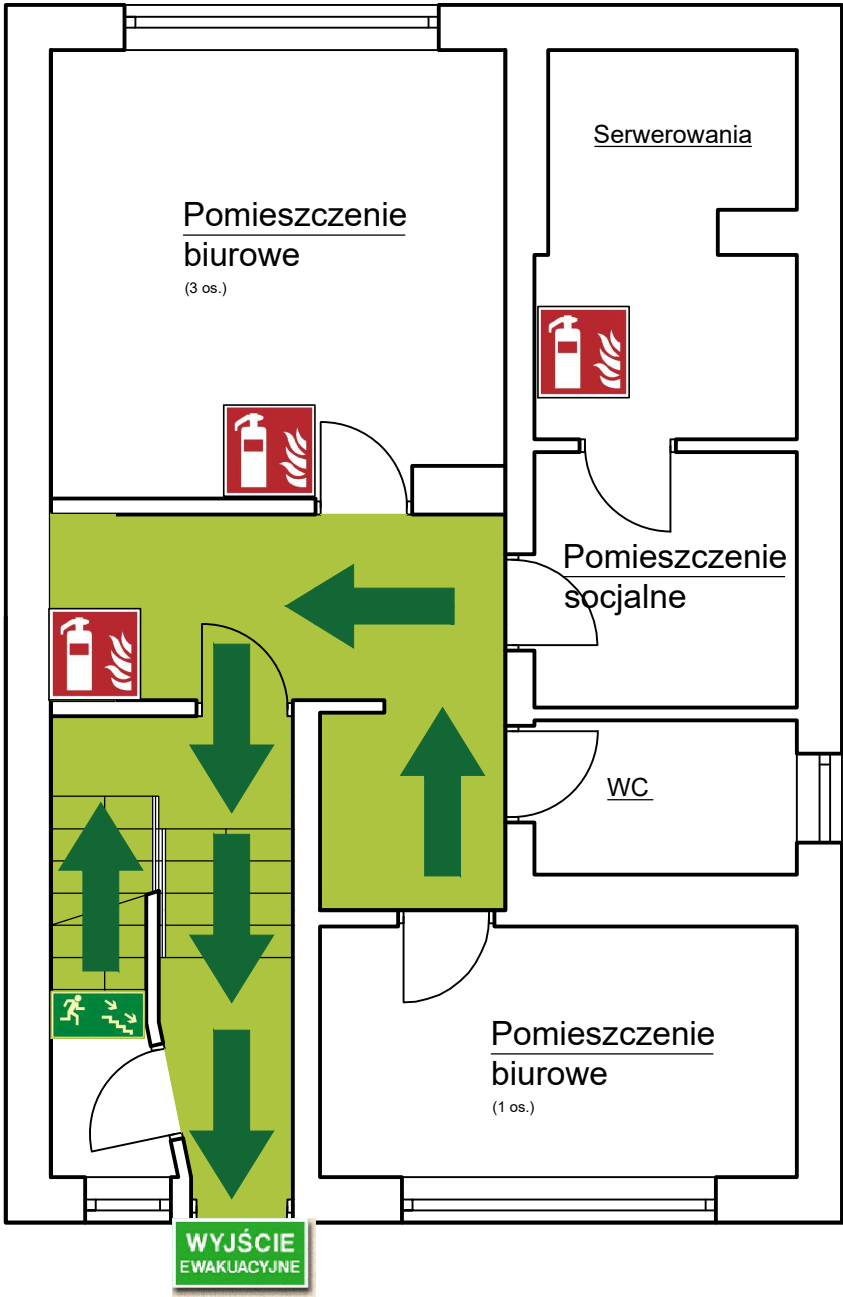 Serwerowania
Pomieszczenie
biurowe
(3 os.)
Pomieszczenie
socjalne
WC
Pomieszczenie
biurowe
(1 os.)
WYJŚCIE
EWAKUACYJNE